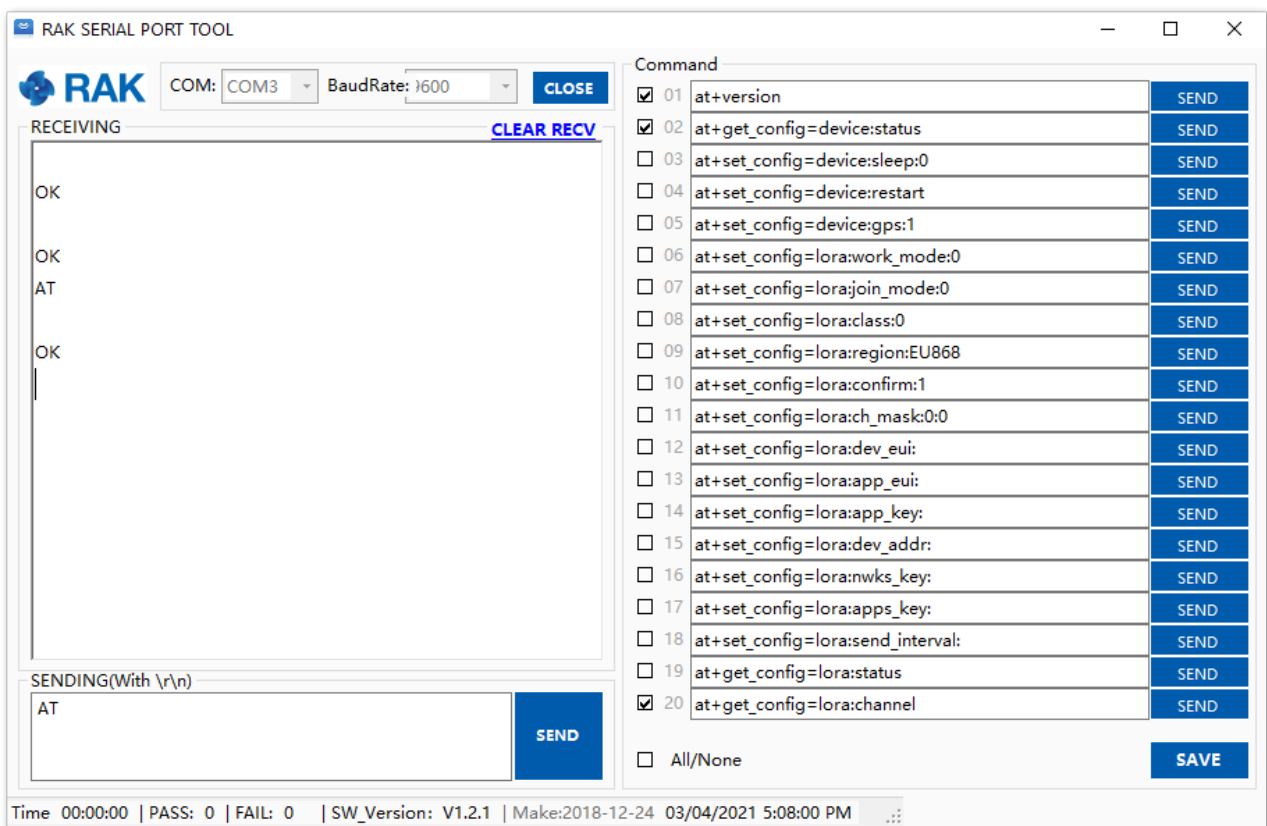 RAK SERIAL PORT TOOL
RAK
COM: COM3 BaudRate: 9600 CLOSE
RECEIVING CLEAR RECV
OK
OK
AT
OK
SENDING(With \r\n)
AT
SEND
Command
01 at+version SEND
02 at+get_config=device:status SEND
03 at+set_config=device:sleep:0 SEND
04 at+set_config=device:restart SEND
05 at+set_config=device:gps:1 SEND
06 at+set_config=lora:work_mode:0 SEND
07 at+set_config=lora:join_mode:0 SEND
08 at+set_config=lora:class:0 SEND
09 at+set_config=lora:region:EU868 SEND
10 at+set_config=lora:confirm:1 SEND
11 at+set_config=lora:ch_mask:0:0 SEND
12 at+set_config=lora:dev_eui: SEND
13 at+set_config=lora:app_eui: SEND
14 at+set_config=lora:app_key: SEND
15 at+set_config=lora:dev_addr: SEND
16 at+set_config=lora:nwks_key: SEND
17 at+set_config=lora:apps_key: SEND
18 at+set_config=lora:send_interval: SEND
19 at+get_config=lora:status SEND
20 at+get_config=lora:channel SEND
All/None SAVE
Time 00:00:00 | PASS: 0 | FAIL: 0 | SW_Version: V1.2.1 | Make:2018-12-24 03/04/2021 5:08:00 PM